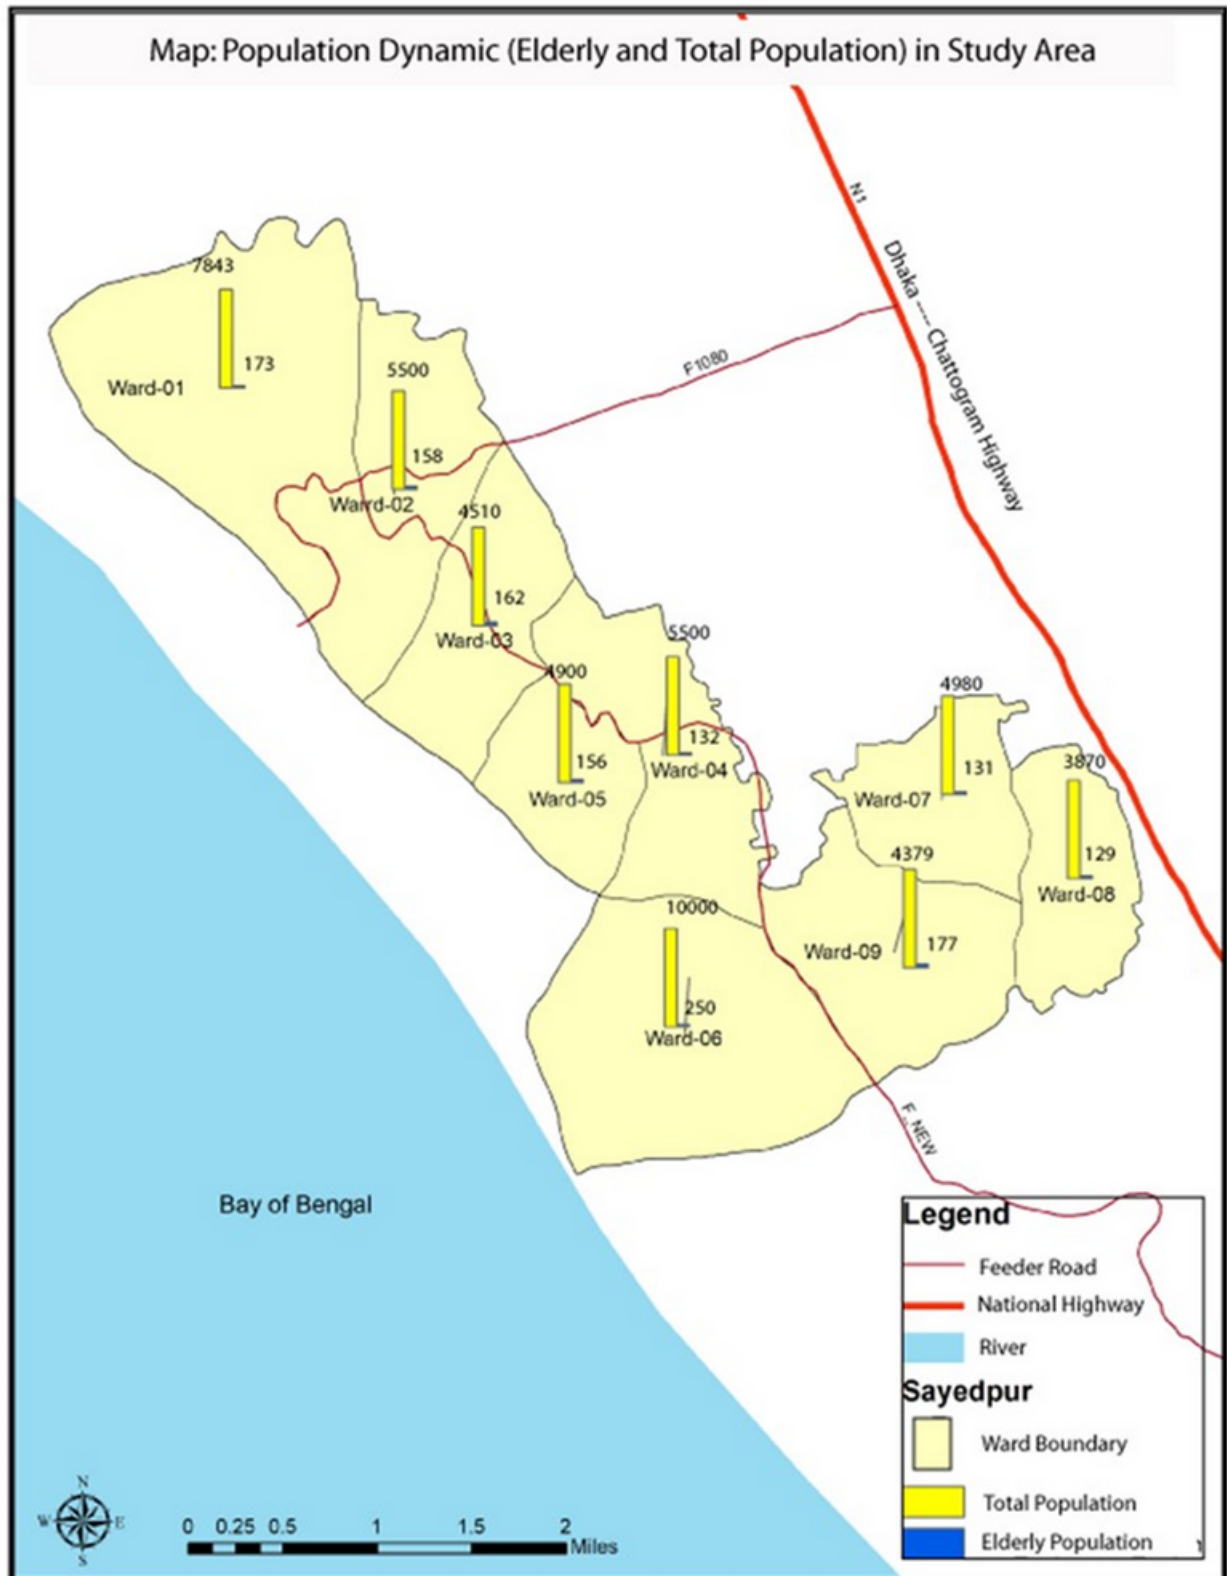 Map: Population Dynamic (Elderly and Total Population) in Study Area
N1
Dhaka ---- Chattogram Highway
7843
173
Ward-01
F1080
5500
158
Warrd-02
4510
162
Ward-03
5500
132
Ward-04
4900
156
Ward-05
4980
131
Ward-07
3870
129
Ward-08
4379
177
Ward-09
10000
250
Ward-06
F_NEW
Bay of Bengal
Legend
Feeder Road
National Highway
River
Sayedpur
Ward Boundary
Total Population
Elderly Population
1
N
W E
S
0 0.25 0.5 1 1.5 2
Miles